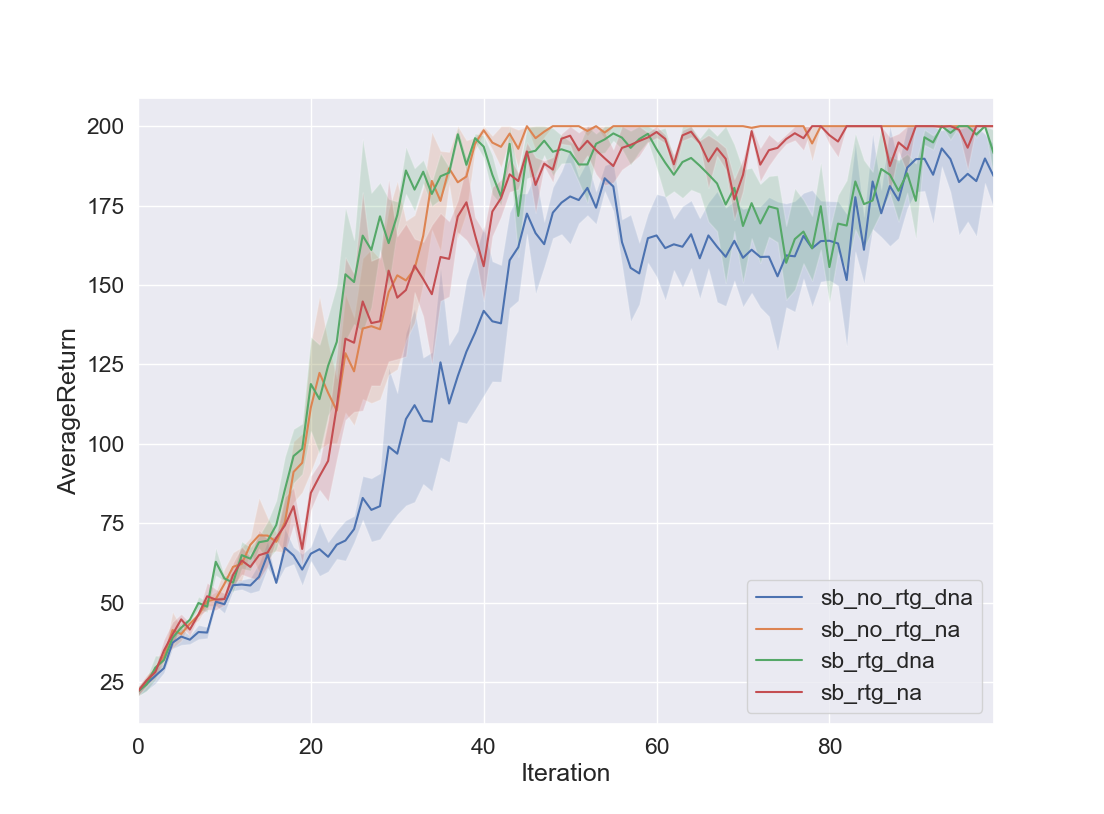 200
175
150
125
100
75
50
25
AverageReturn
0 20 40 60 80
Iteration
sb_no_rtg_dna
sb_no_rtg_na
sb_rtg_dna
sb_rtg_na